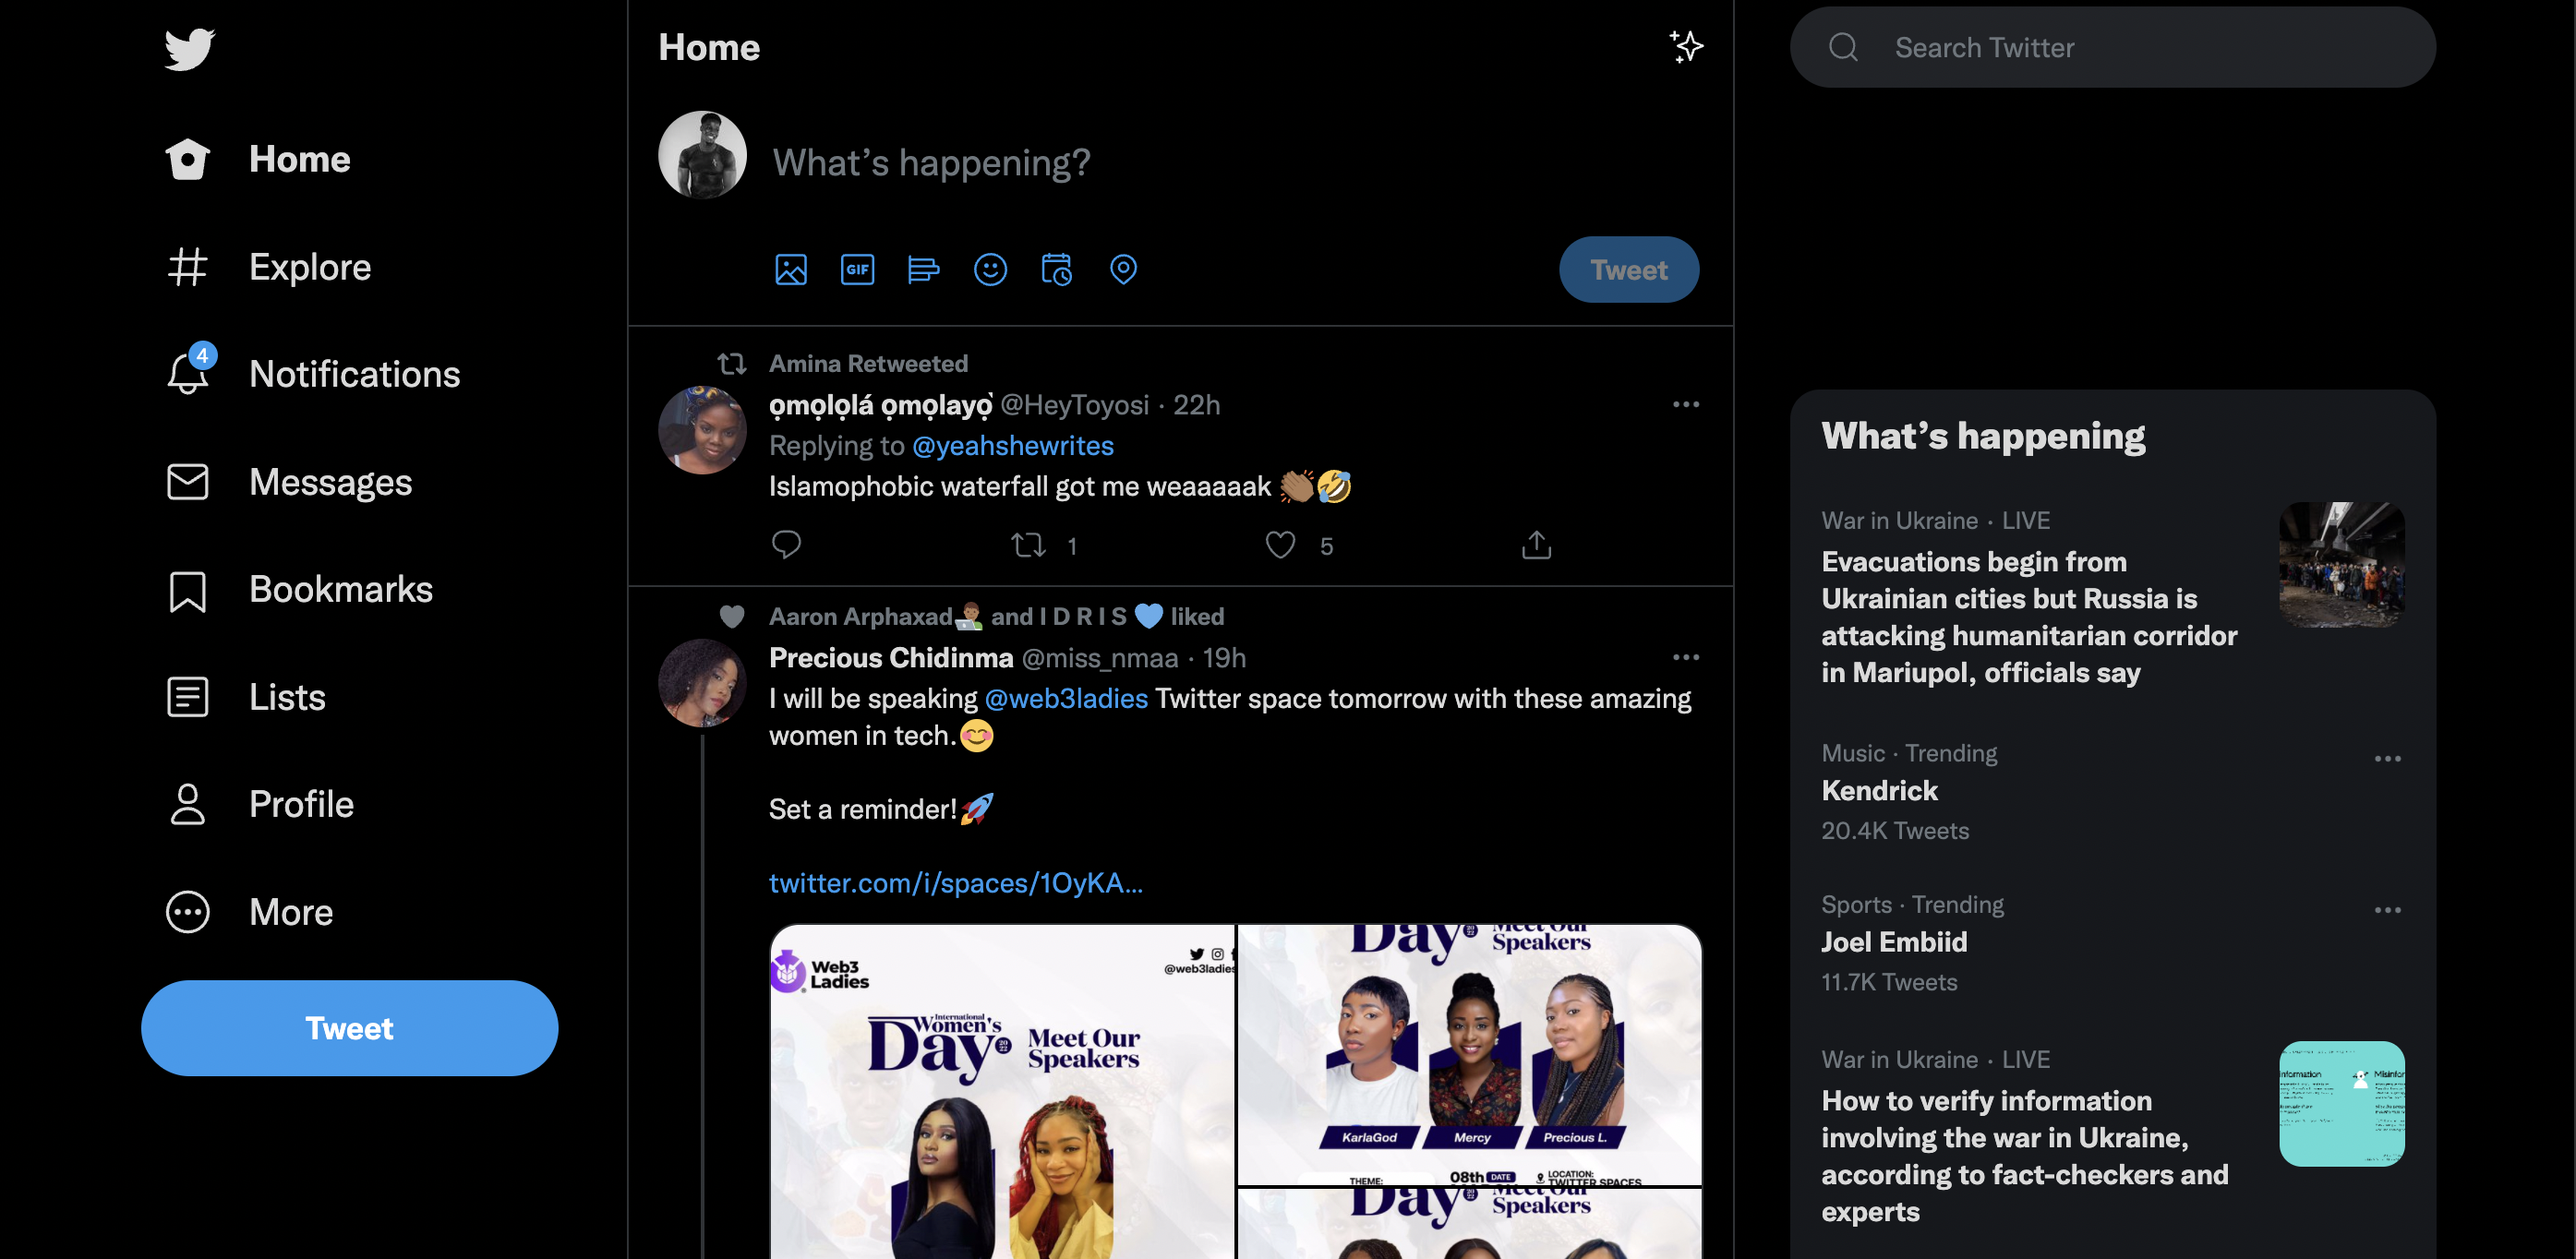 Home
Explore
4
Notifications
Messages
Bookmarks
Lists
Profile
More
Tweet
Home
What's happening?
GIF
Tweet
Amina Retweeted
ọmọlọlá ọmọlayọ̀ @HeyToyosi · 22h
Replying to @yeahshewrites
Islamophobic waterfall got me weaaaaak 👏🏽🤣
1
5
Aaron Arphaxad👨🏽‍💻 and I D R I S 💙 liked
Precious Chidinma @miss_nmaa · 19h
I will be speaking @web3ladies Twitter space tomorrow with these amazing
women in tech.😊
Set a reminder!🚀
twitter.com/i/spaces/1OyKA...
Web3
Ladies
@web3ladies
International
Women's
Day 2022
Meet Our
Speakers
Day
Meet Our
Speakers
KarlaGod
Mercy
Precious L.
THEME:
08th DATE
LOCATION:
TWITTER SPACES
Day
Meet Our
Speakers
Search Twitter
What's happening
War in Ukraine · LIVE
Evacuations begin from
Ukrainian cities but Russia is
attacking humanitarian corridor
in Mariupol, officials say
Music · Trending
Kendrick
20.4K Tweets
Sports · Trending
Joel Embiid
11.7K Tweets
War in Ukraine · LIVE
How to verify information
involving the war in Ukraine,
according to fact-checkers and
experts
nformation
Misinfor